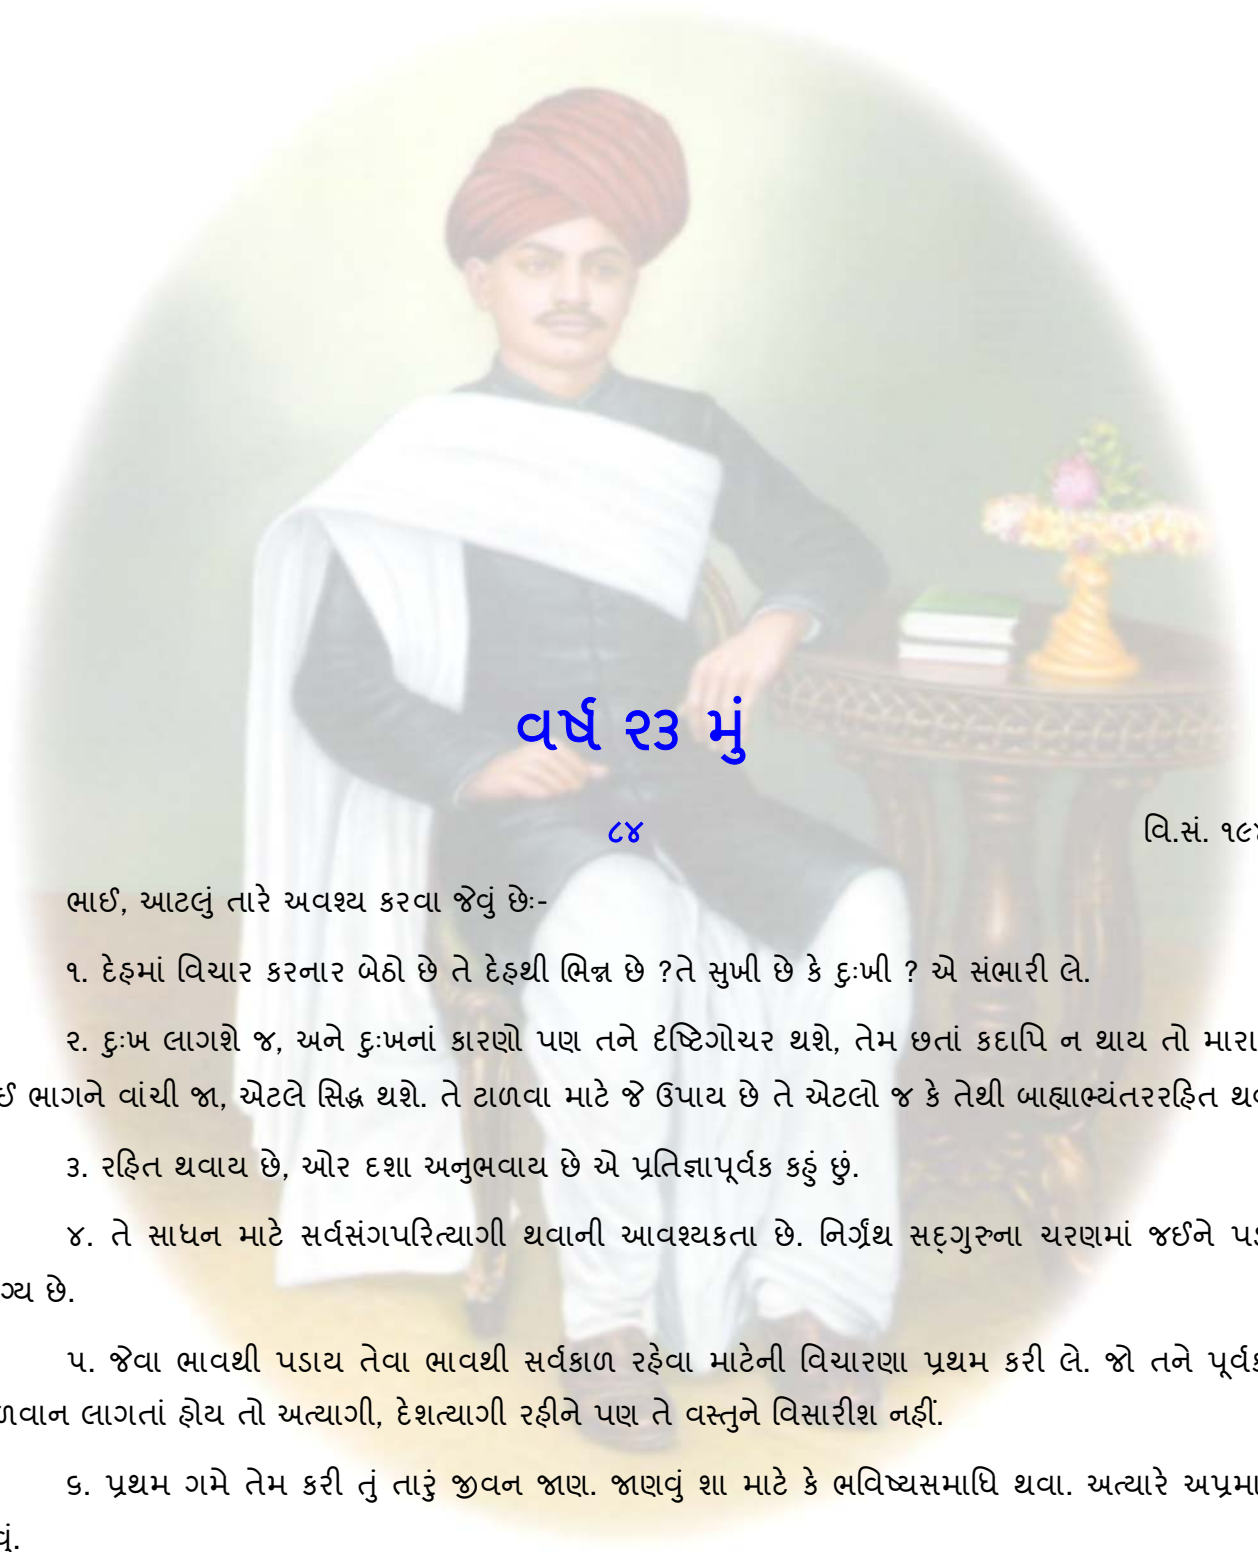 વર્ષ ૨૩ મું
૮૪
વિ.સં.
ભાઈ, આટલું તારે અવશ્ય કરવા જેવું છેઃ-
૧. દેહમાં વિચાર કરનાર બેઠો છે તે દેહથી ભિન્ન છે ?તે સુખી છે કે દુઃખી ? એ સંભારી લે.
૨. દુઃખ લાગશે જ, અને દુઃખનાં કારણો પણ તને દૃષ્ટિગોચર થશે, તેમ છતાં કદાપિ ન થાય તો મારા
ભાગને વાંચી જા, એટલે સિદ્ધ થશે. તે ટાળવા માટે જે ઉપાય છે તે એટલો જ કે તેથી બાહ્યાભ્યંતરરહિત
૩. રહિત થવાય છે, ઓર દશા અનુભવાય છે એ પ્રતિજ્ઞાપૂર્વક કહું છું.
૪. તે સાધન માટે સર્વસંગપરિત્યાગી થવાની આવશ્યકતા છે. નિર્ગ્રંથ સદ્ગુરુના ચરણમાં જઈને
છે.
૫. જેવા ભાવથી પડાય તેવા ભાવથી સર્વકાળ રહેવા માટેની વિચારણા પ્રથમ કરી લે. જો તને
લાગતાં હોય તો અત્યાગી, દેશત્યાગી રહીને પણ તે વસ્તુને વિસારીશ નહીં.
૬. પ્રથમ ગમે તેમ કરી તું તારું જીવન જાણ. જાણવું શા માટે કે ભવિષ્યસમાધિ થવા. અત્યારે